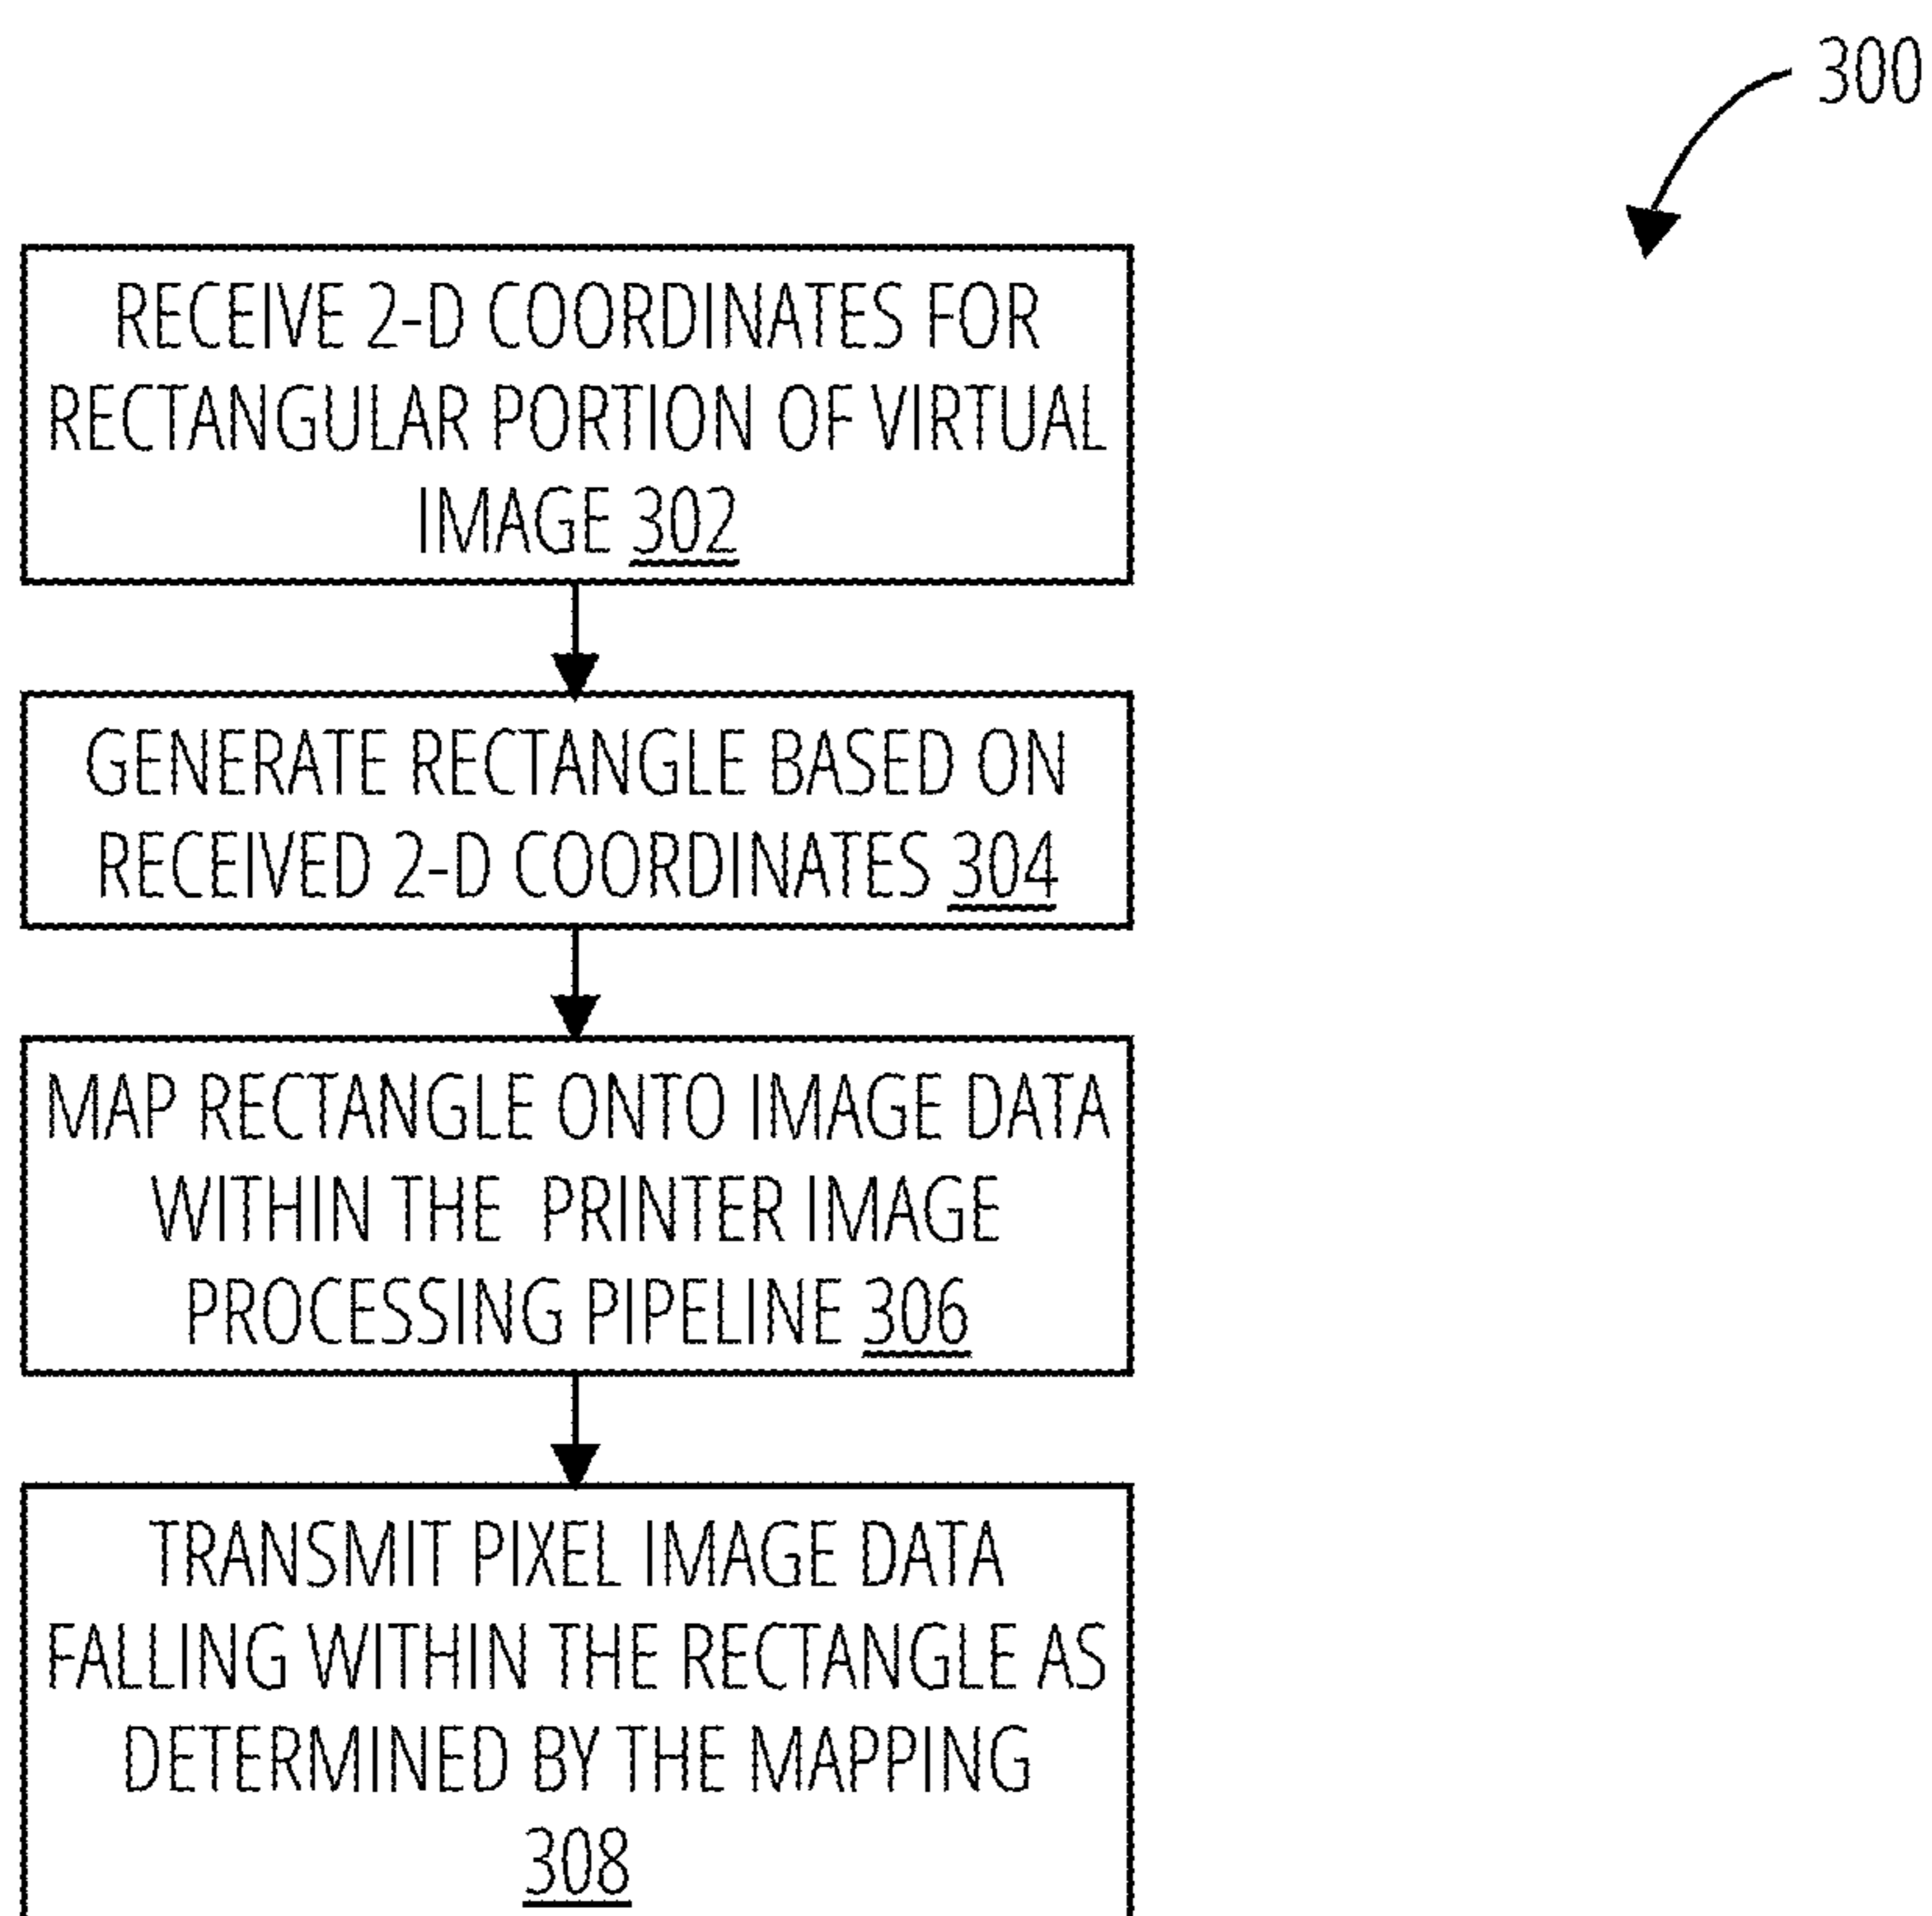 300
RECEIVE 2-D COORDINATES FOR
RECTANGULAR PORTION OF VIRTUAL
IMAGE 302
GENERATE RECTANGLE BASED ON
RECEIVED 2-D COORDINATES 304
MAP RECTANGLE ONTO IMAGE DATA
WITHIN THE PRINTER IMAGE
PROCESSING PIPELINE 306
TRANSMIT PIXEL IMAGE DATA
FALLING WITHIN THE RECTANGLE AS
DETERMINED BY THE MAPPING
308